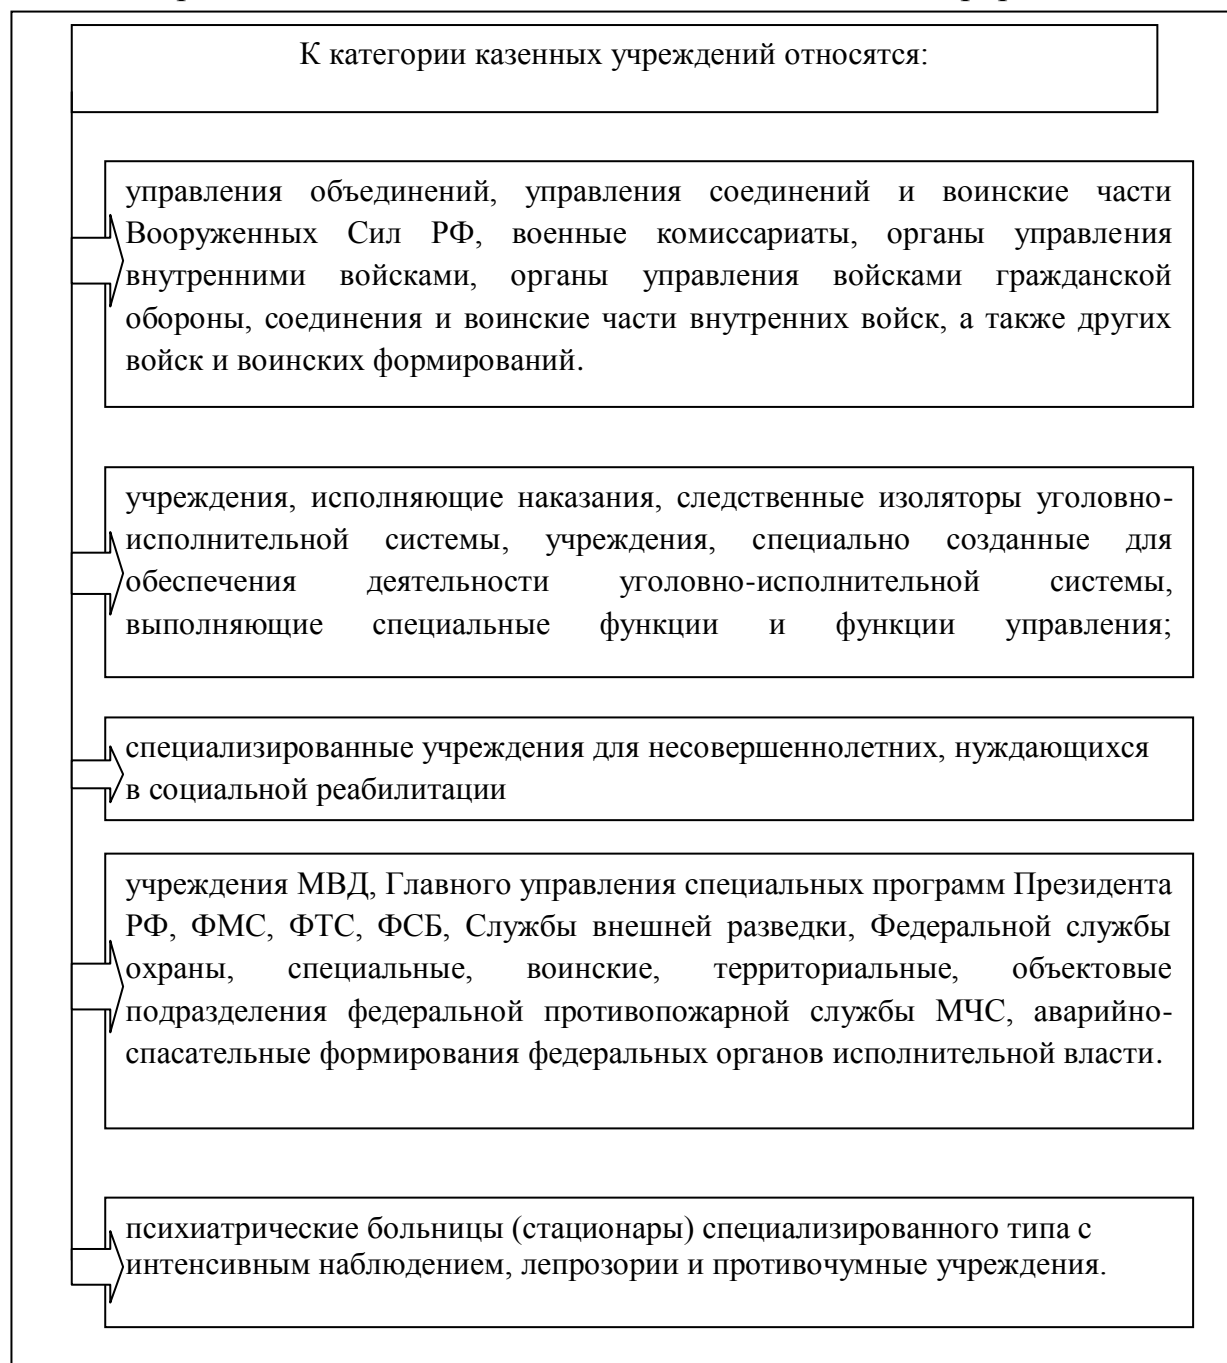 К категории казенных учреждений относятся:
управления объединений, управления соединений и воинские части
Вооруженных Сил РФ, военные комиссариаты, органы управления
внутренними войсками, органы управления войсками гражданской
обороны, соединения и воинские части внутренних войск, а также других
войск и воинских формирований.
учреждения, исполняющие наказания, следственные изоляторы уголовно-
исполнительной системы, учреждения, специально созданные для
обеспечения деятельности уголовно-исполнительной системы,
выполняющие специальные функции и функции управления;
специализированные учреждения для несовершеннолетних, нуждающихся
в социальной реабилитации
учреждения МВД, Главного управления специальных программ Президента
РФ, ФМС, ФТС, ФСБ, Службы внешней разведки, Федеральной службы
охраны, специальные, воинские, территориальные, объектовые
подразделения федеральной противопожарной службы МЧС, аварийно-
спасательные формирования федеральных органов исполнительной власти.
психиатрические больницы (стационары) специализированного типа с
интенсивным наблюдением, лепрозории и противочумные учреждения.